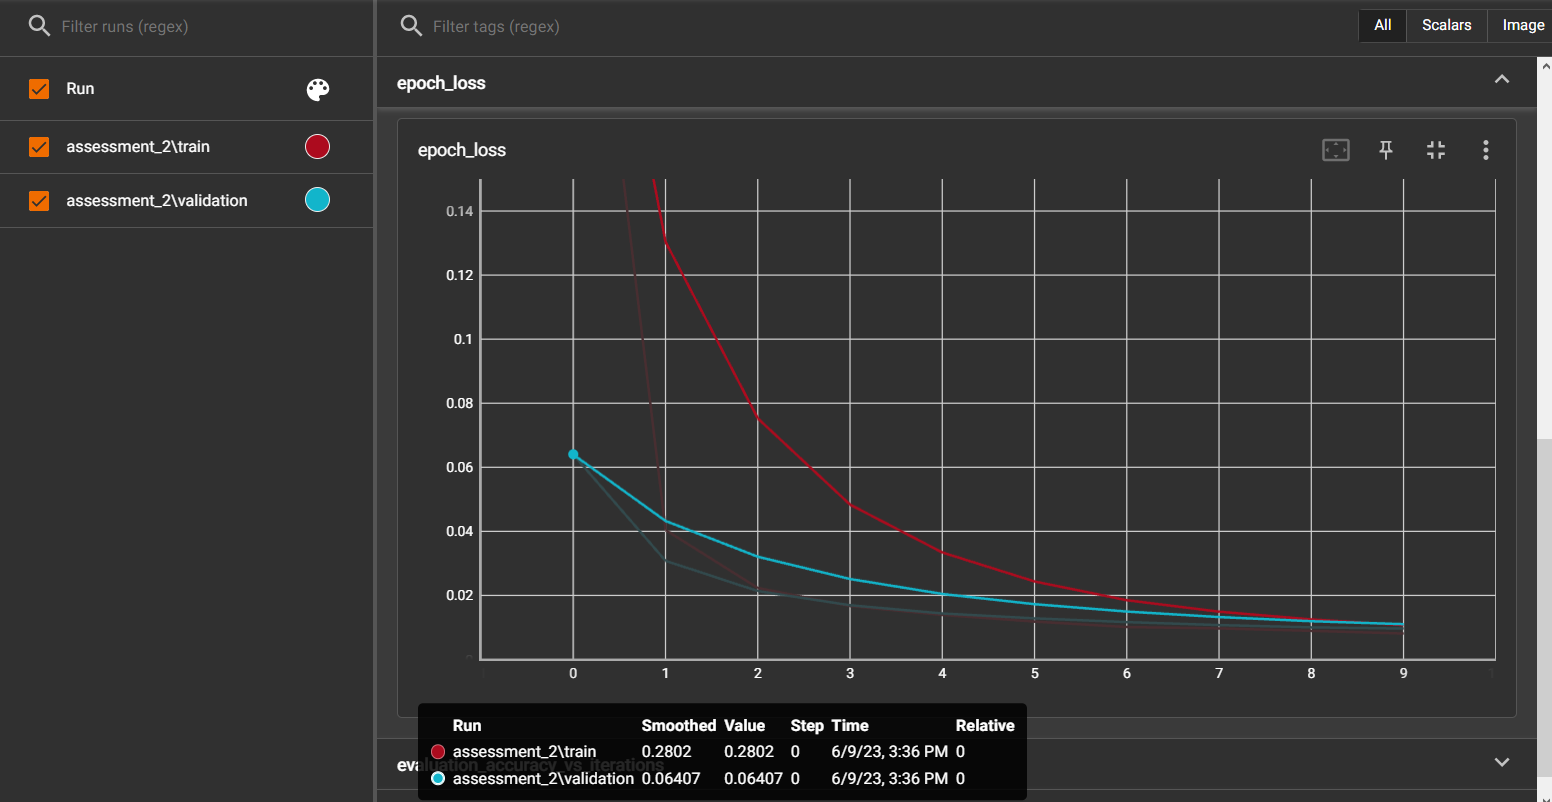 Filter runs (regex)
Filter tags (regex)
All Scalars Image
Run
epoch_loss
assessment_2\train
assessment_2\validation
epoch_loss
0.14
0.12
0.1
0.08
0.06
0.04
0.02
0 1 2 3 4 5 6 7 8 9
Run Smoothed Value Step Time Relative
assessment_2\train 0.2802 0.2802 0 6/9/23, 3:36 PM 0
evaluation_accuracy_vs_iterations
assessment_2\validation 0.06407 0.06407 0 6/9/23, 3:36 PM 0